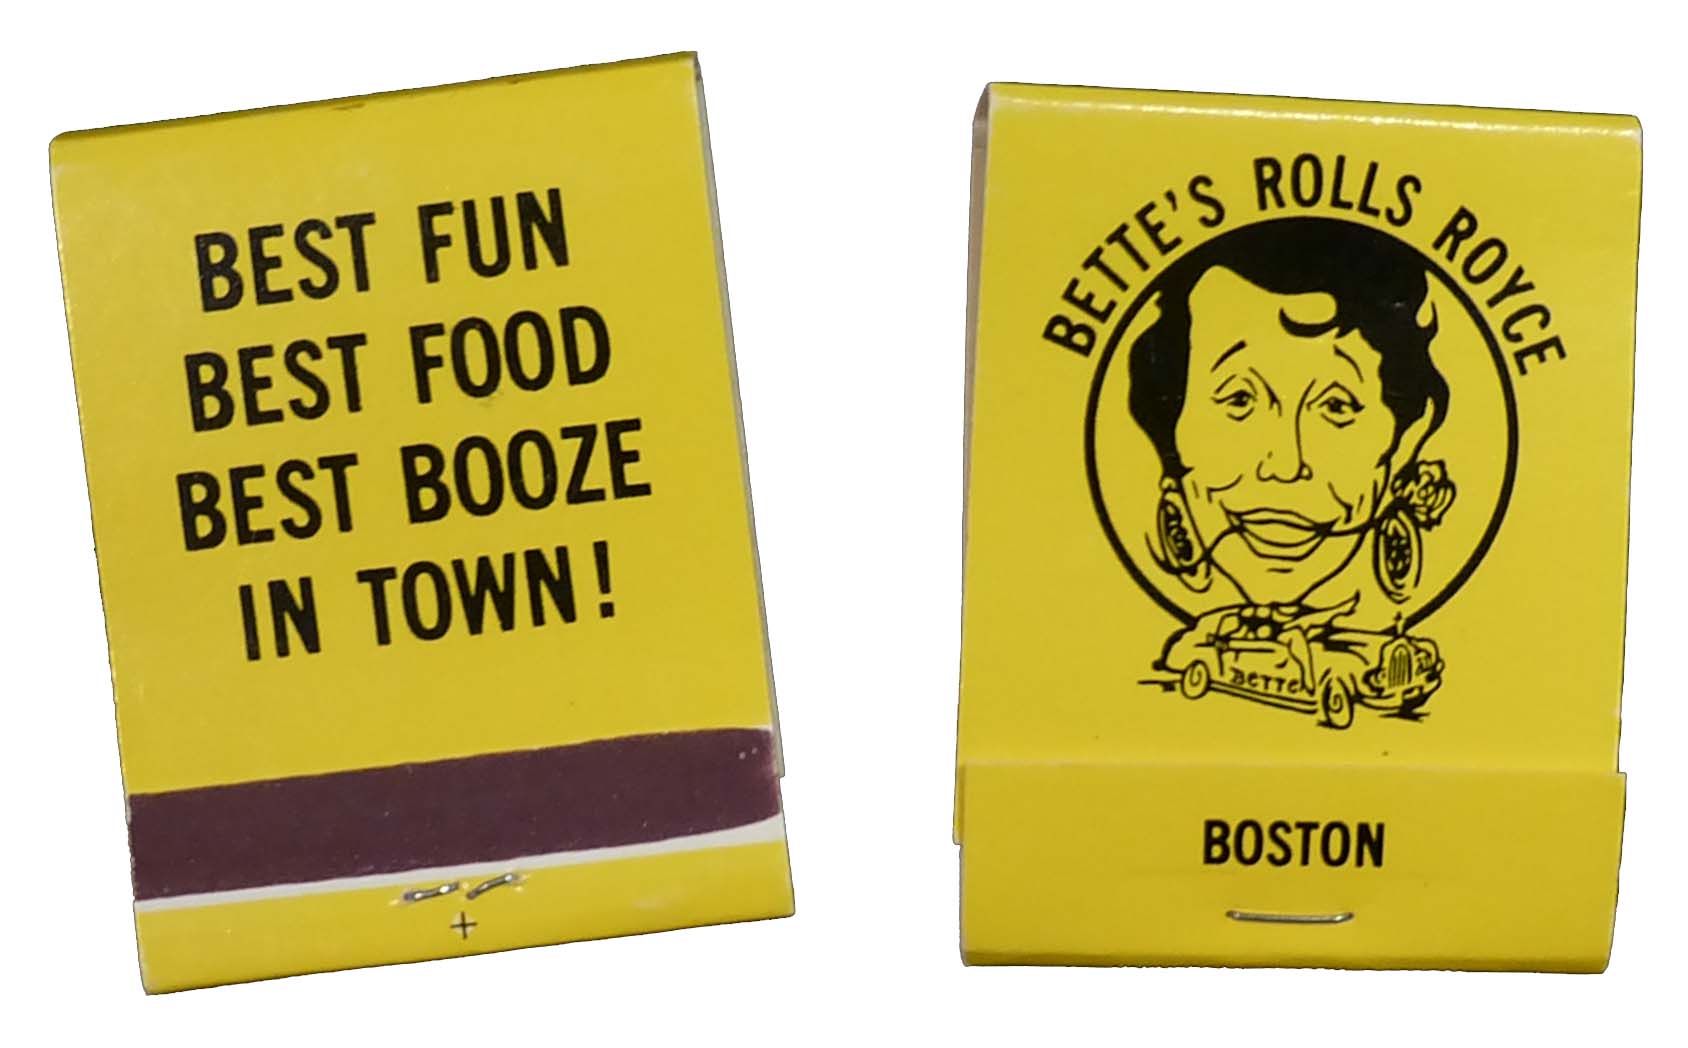 BEST FUN
BEST FOOD
BEST BOOZE
IN TOWN!
BETTE'S ROLLS ROYCE
BETTE
BOSTON